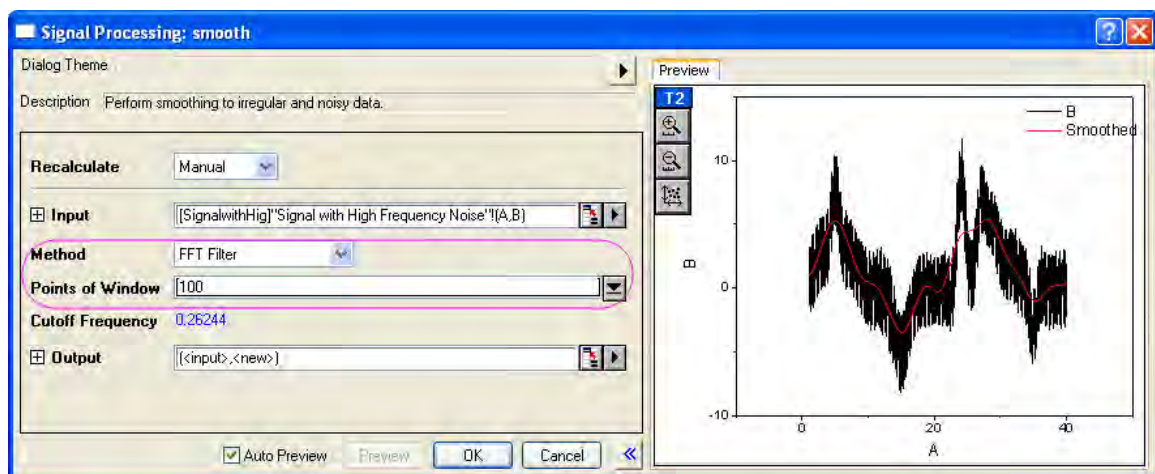 Signal Processing: smooth
Dialog Theme
Description Perform smoothing to irregular and noisy data.
Recalculate Manual
Input [SignalwithHig]"Signal with High Frequency Noise"!(A,B)
Method FFT Filter
Points of Window 100
Cutoff Frequency 0.26244
Output (<input>,<new>)
Auto Preview Preview OK Cancel
Preview
T2
B
Smoothed
10
0
-10
B
0 20 40
A